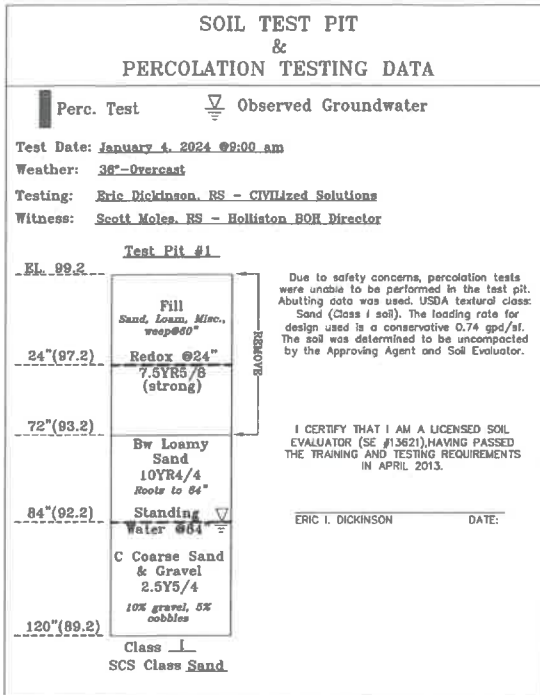 SOIL TEST PIT
&
PERCOLATION TESTING DATA
Perc. Test
Observed Groundwater
Test Date: January 4, 2024 @9:00 am
Weather: 36°-Overcast
Testing: Eric Dickinson, RS - CIVILized Solutions
Witness: Scott Moles, RS - Holliston BOH Director
Test Pit #1
EL. 99.2
Fill
Sand, Loam, Misc.,
weep@60"
24"(97.2)
Redox @24"
7.5YR5/8
(strong)
REMOVE
72"(93.2)
Bw Loamy
Sand
10YR4/4
Roots to 84"
84"(92.2)
Standing
Water @84"
C Coarse Sand
& Gravel
2.5Y5/4
10% gravel, 5%
cobbles
120"(89.2)
Class I
SCS Class Sand
Due to safety concerns, percolation tests
were unable to be performed in the test pit.
Abutting data was used. USDA textural class:
Sand (Class I soil). The loading rate for
design used is a conservative 0.74 gpd/sf.
The soil was determined to be uncompacted
by the Approving Agent and Soil Evaluator.
I CERTIFY THAT I AM A LICENSED SOIL
EVALUATOR (SE #13621),HAVING PASSED
THE TRAINING AND TESTING REQUIREMENTS
IN APRIL 2013.
ERIC I. DICKINSON DATE: